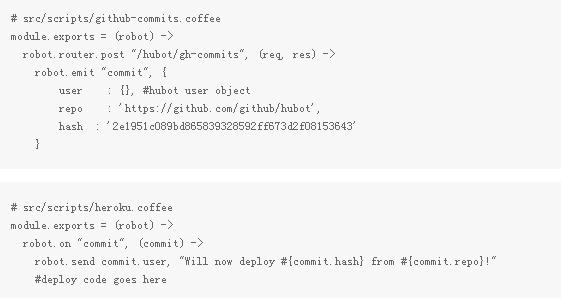 # src/scripts/github-commits.coffee
module.exports = (robot) ->
  robot.router.post "/hubot/gh-commits", (req, res) ->
    robot.emit "commit", {
        user    : {}, #hubot user object
        repo    : 'https://github.com/github/hubot',
        hash  : '2e1951c089bd865839328592ff673d2f08153643'
    }
# src/scripts/heroku.coffee
module.exports = (robot) ->
  robot.on "commit", (commit) ->
    robot.send commit.user, "Will now deploy #{commit.hash} from #{commit.repo}!"
    #deploy code goes here